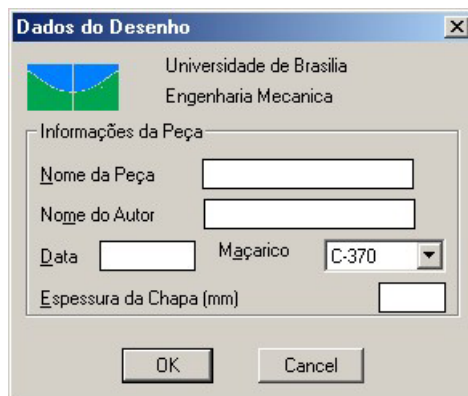 Dados do Desenho
Universidade de Brasilia
Engenharia Mecanica
Informações da Peça
Nome da Peça
Nome do Autor
Data Maçarico C-370
Espessura da Chapa (mm)
OK Cancel